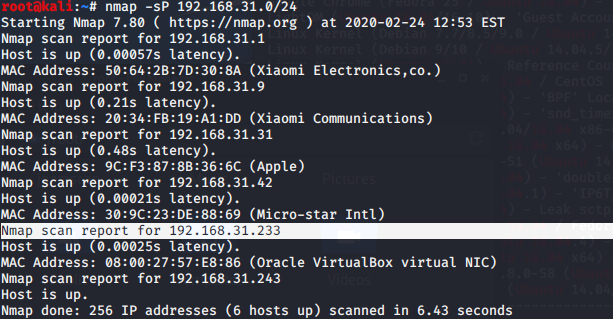 root@kali:~# nmap -sP 192.168.31.0/24
Starting Nmap 7.80 ( https://nmap.org ) at 2020-02-24 12:53 EST
Nmap scan report for 192.168.31.1
Host is up (0.00057s latency).
MAC Address: 50:64:2B:7D:30:8A (Xiaomi Electronics,co.)
Nmap scan report for 192.168.31.9
Host is up (0.21s latency).
MAC Address: 20:34:FB:19:A1:DD (Xiaomi Communications)
Nmap scan report for 192.168.31.31
Host is up (0.48s latency).
MAC Address: 9C:F3:87:8B:36:6C (Apple)
Nmap scan report for 192.168.31.42
Host is up (0.00021s latency).
MAC Address: 30:9C:23:DE:88:69 (Micro-star Intl)
Nmap scan report for 192.168.31.233
Host is up (0.00025s latency).
MAC Address: 08:00:27:57:E8:86 (Oracle VirtualBox virtual NIC)
Nmap scan report for 192.168.31.243
Host is up.
Nmap done: 256 IP addresses (6 hosts up) scanned in 6.43 seconds
Pictures
Videos